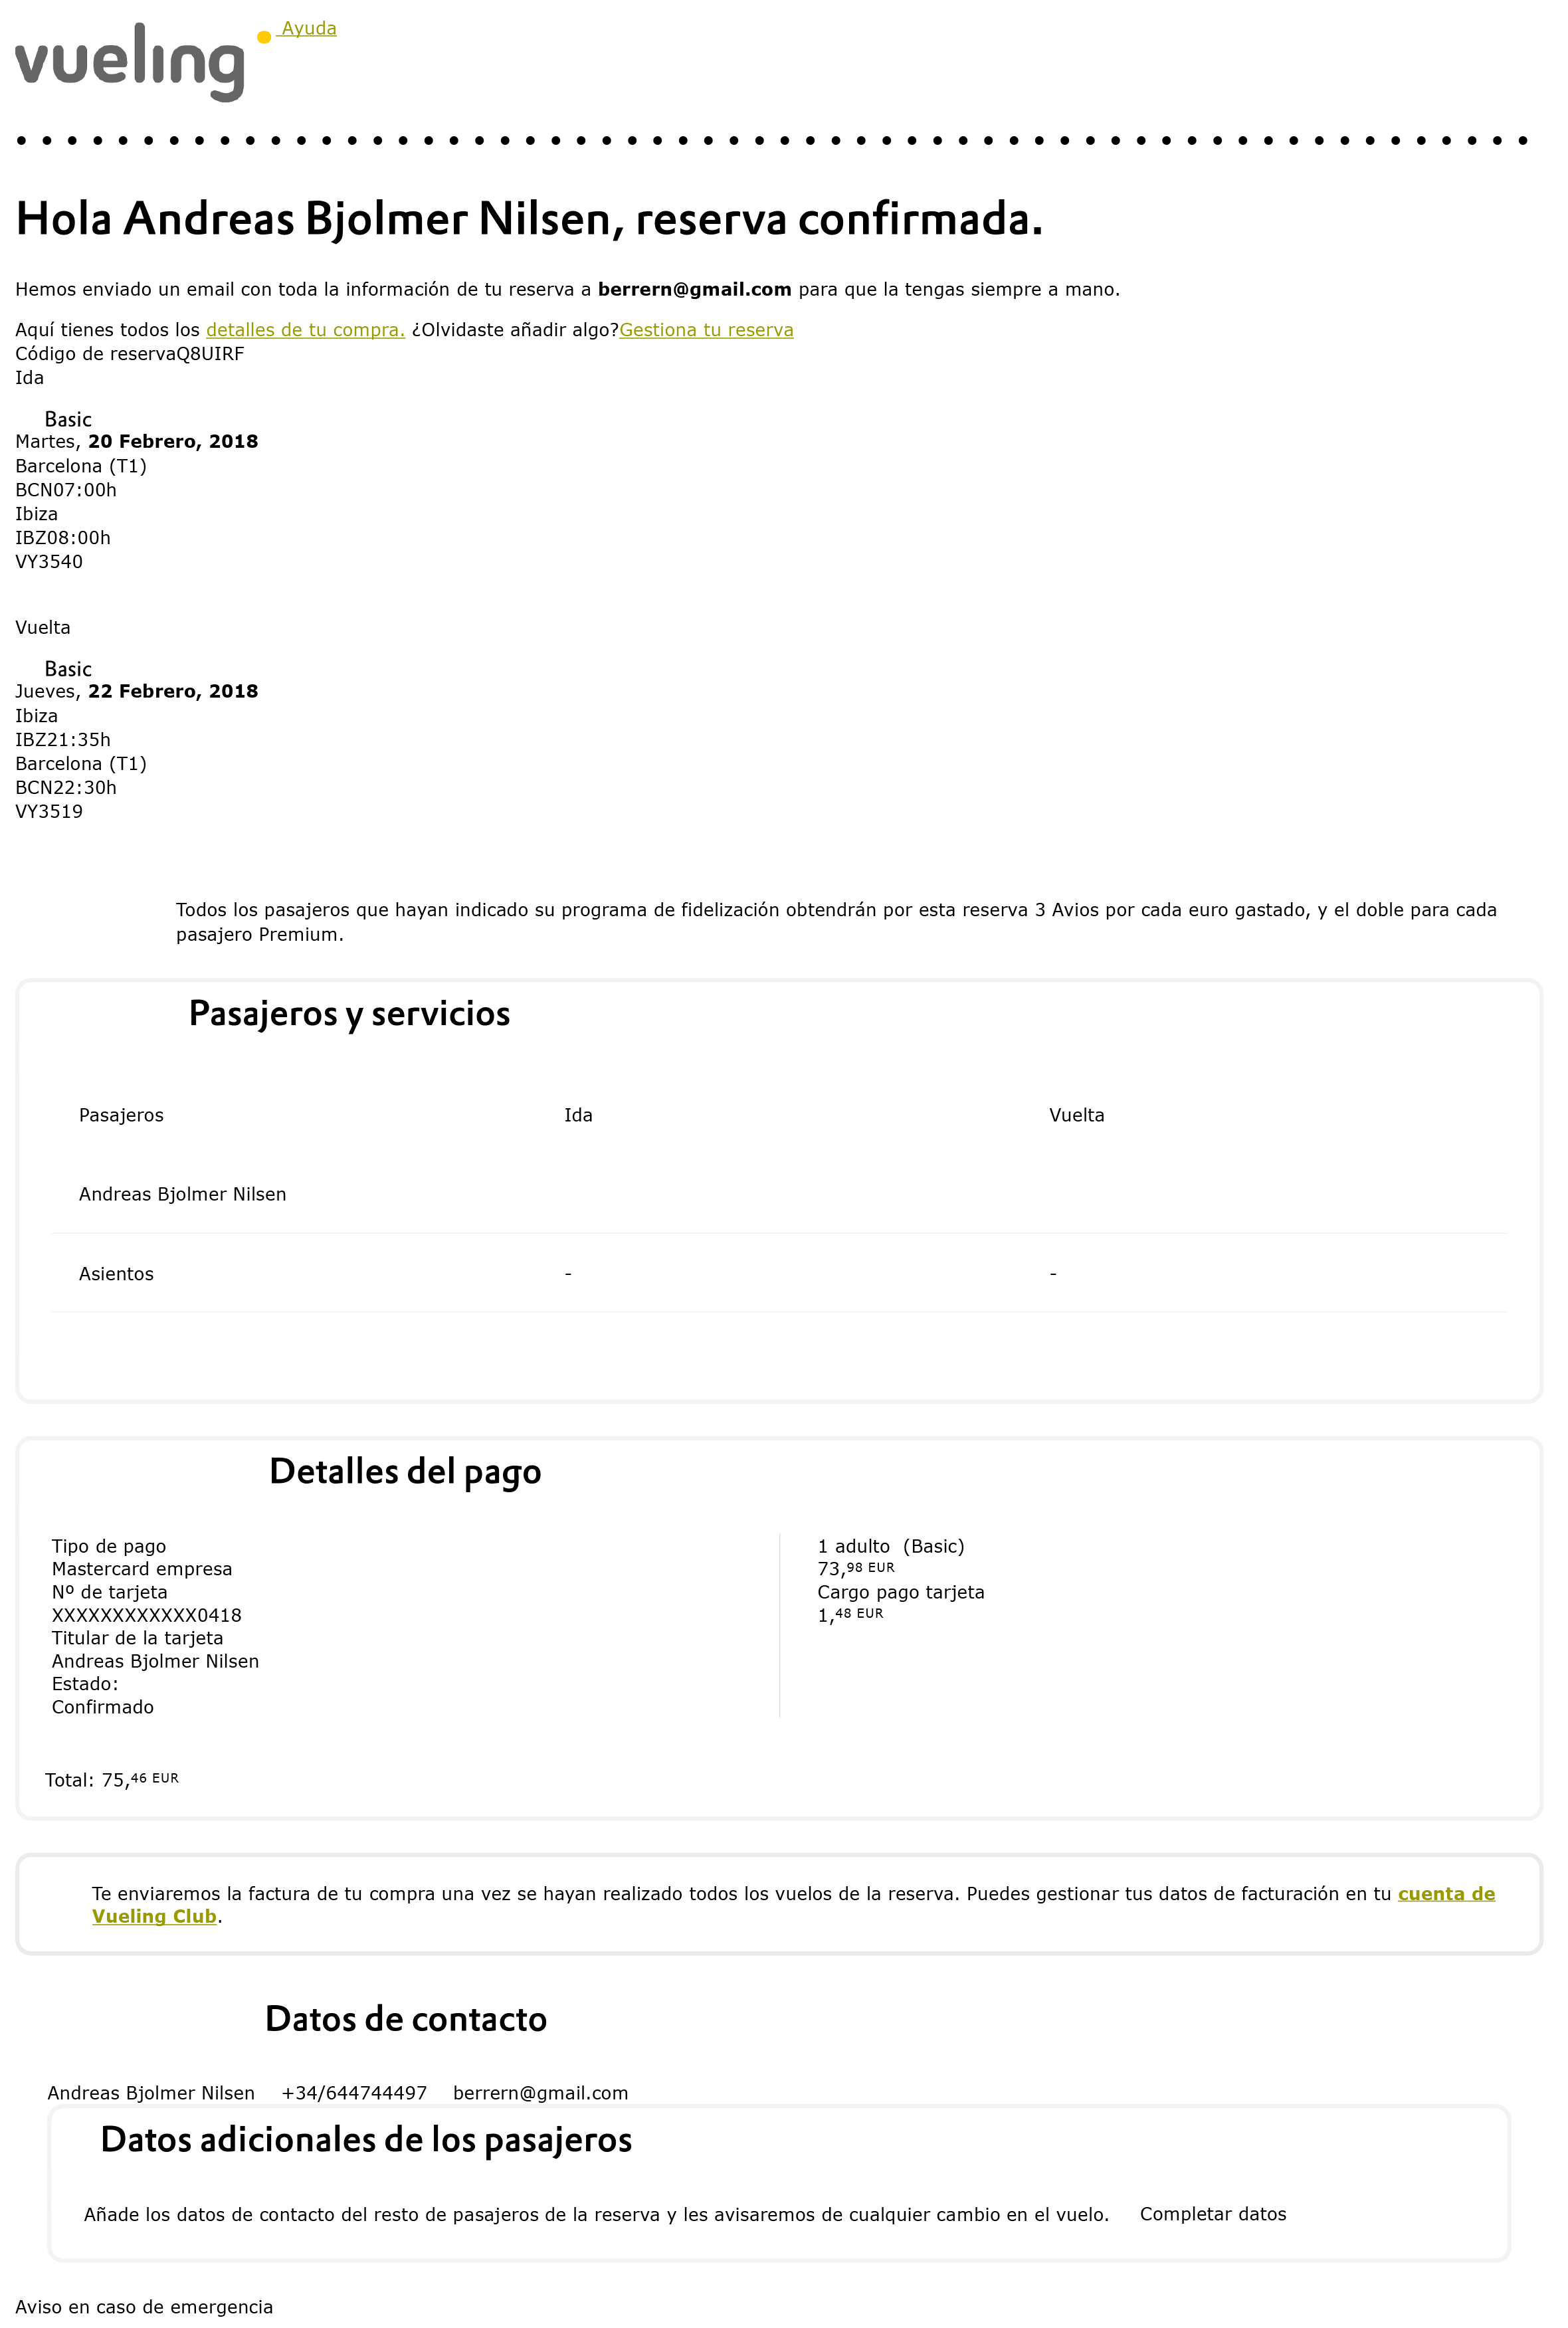 vueling Ayuda
Hola Andreas Bjolmer Nilsen, reserva confirmada.
Hemos enviado un email con toda la información de tu reserva a berrern@gmail.com para que la tengas siempre a mano.
Aquí tienes todos los detalles de tu compra. ¿Olvidaste añadir algo?Gestiona tu reserva
Código de reservaQ8UIRF
Ida
Basic
Martes, 20 Febrero, 2018
Barcelona (T1)
BCN07:00h
Ibiza
IBZ08:00h
VY3540
Vuelta
Basic
Jueves, 22 Febrero, 2018
Ibiza
IBZ21:35h
Barcelona (T1)
BCN22:30h
VY3519
Todos los pasajeros que hayan indicado su programa de fidelización obtendrán por esta reserva 3 Avios por cada euro gastado, y el doble para cada
pasajero Premium.
Pasajeros y servicios
Pasajeros Ida Vuelta
Andreas Bjolmer Nilsen
Asientos - -
Detalles del pago
Tipo de pago
Mastercard empresa
Nº de tarjeta
XXXXXXXXXXXX0418
Titular de la tarjeta
Andreas Bjolmer Nilsen
Estado:
Confirmado
1 adulto (Basic)
73,98 EUR
Cargo pago tarjeta
1,48 EUR
Total: 75,46 EUR
Te enviaremos la factura de tu compra una vez se hayan realizado todos los vuelos de la reserva. Puedes gestionar tus datos de facturación en tu cuenta de
Vueling Club.
Datos de contacto
Andreas Bjolmer Nilsen +34/644744497 berrern@gmail.com
Datos adicionales de los pasajeros
Añade los datos de contacto del resto de pasajeros de la reserva y les avisaremos de cualquier cambio en el vuelo. Completar datos
Aviso en caso de emergencia